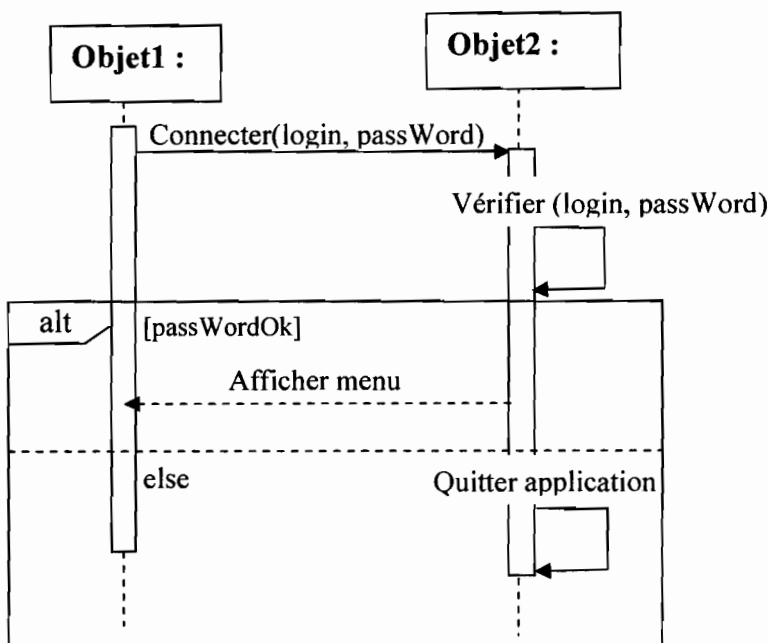 Objet1 :
Objet2 :
Connecter(login, passWord)
Vérifier (login, passWord)
alt
[passWordOk]
Afficher menu
else
Quitter application